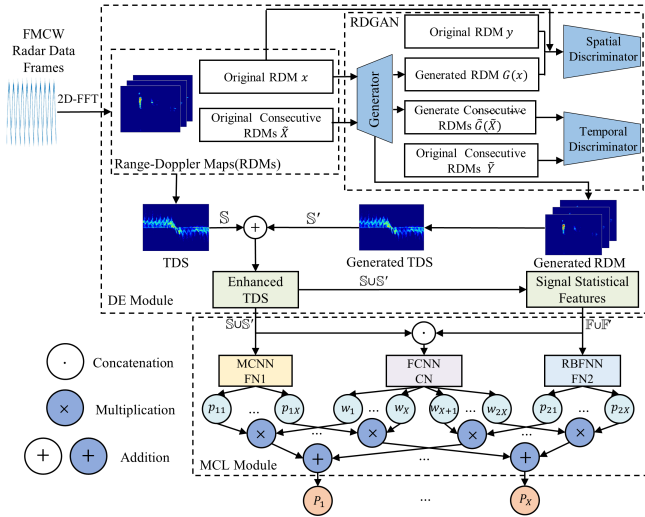 FMCW
Radar Data
Frames
2D-FFT
RDGAN
Original RDM x
Original Consecutive
RDMs X̃
Range-Doppler Maps(RDMs)
Generator
Original RDM y
Generated RDM G(x)
Generate Consecutive
RDMs G̃(X̃)
Original Consecutive
RDMs Ỹ
Spatial
Discriminator
Temporal
Discriminator
𝕊
+
𝕊′
TDS
Generated TDS
Generated RDM
Enhanced
TDS
𝕊∪𝕊′
Signal Statistical
Features
DE Module
𝕊∪𝕊′
𝔽∪𝔽′
·
Concatenation
×
Multiplication
+ +
Addition
MCNN
FN1
FCNN
CN
RBFNN
FN2
p₁₁ ... p₁X w₁ ... wX wX+1 ... w₂X p₂₁ ... p₂X
× ... × ... × ... ×
+ ... +
MCL Module
P₁ ... PX